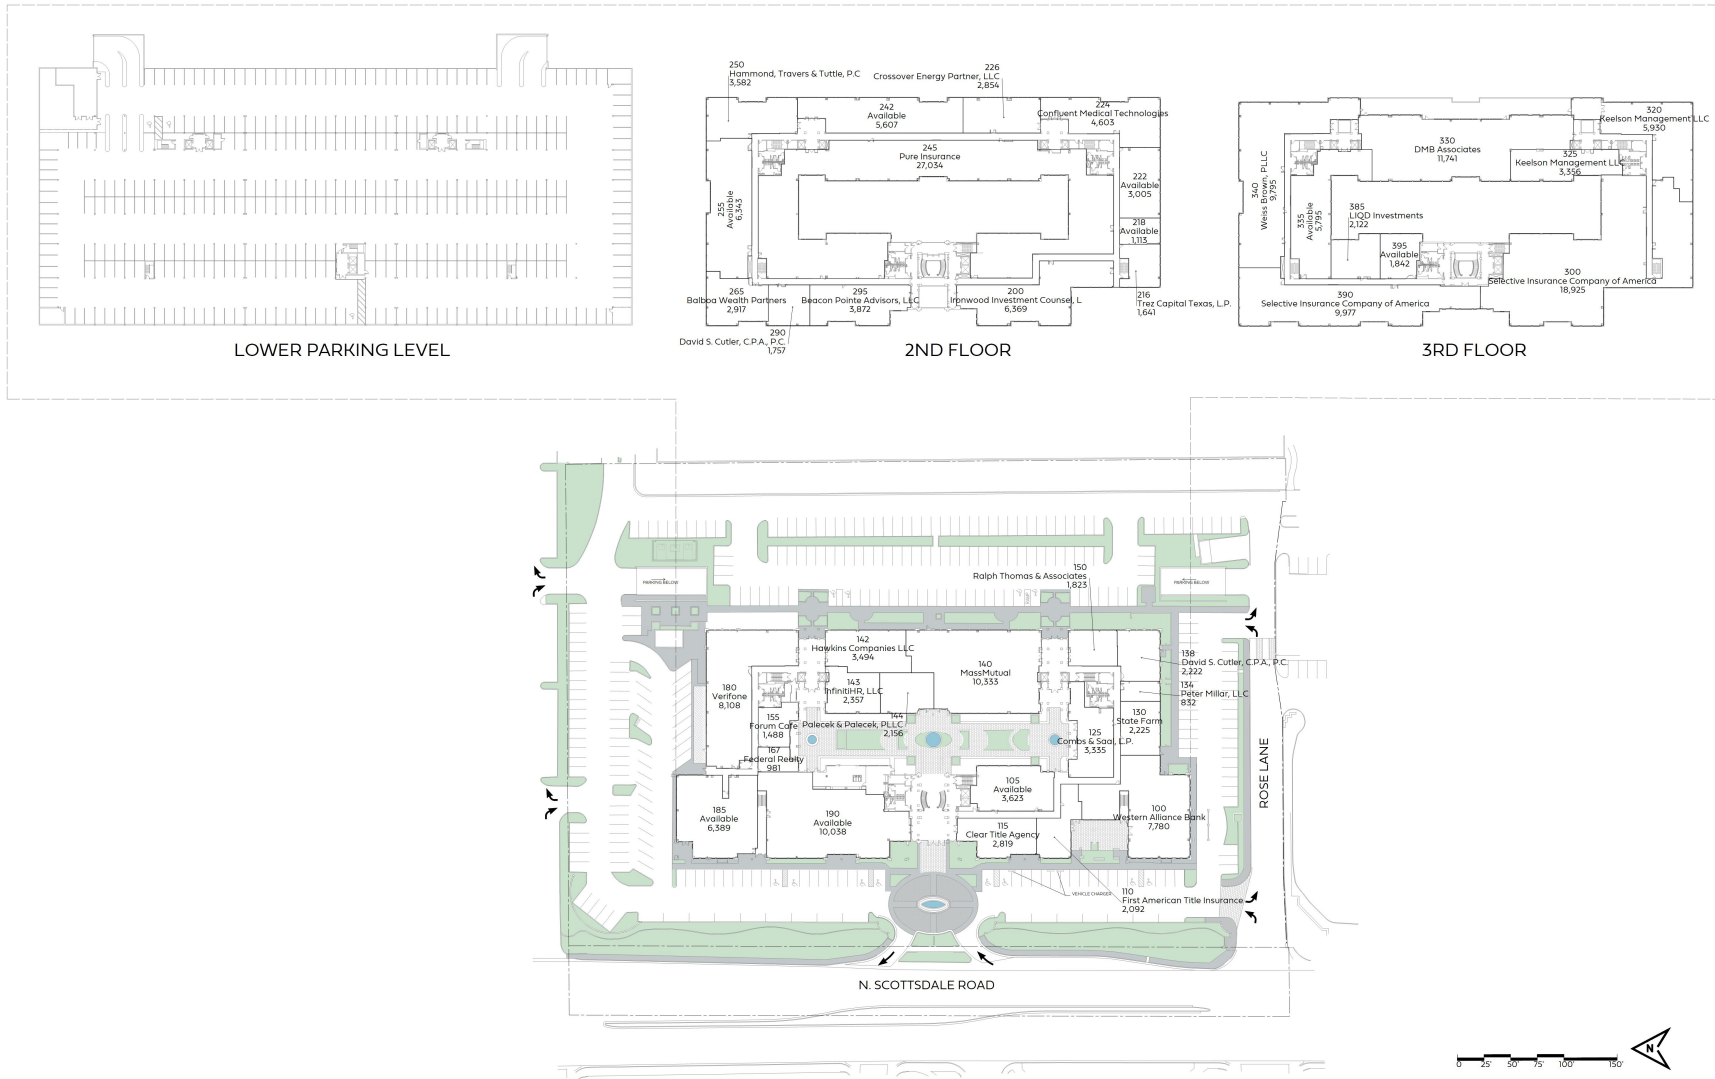 LOWER PARKING LEVEL
250
Hammond, Travers & Tuttle, P.C
3,582
226
Crossover Energy Partner, LLC
2,854
242
Available
5,607
224
Confluent Medical Technologies
4,603
245
Pure Insurance
27,034
222
Available
3,005
255
Available
6,343
218
Available
1,113
265
Balboa Wealth Partners
2,917
295
Beacon Pointe Advisors, LLC
3,872
200
Ironwood Investment Counsel, L
6,369
216
Trez Capital Texas, L.P.
1,641
290
David S. Cutler, C.P.A., P.C.
1,757
2ND FLOOR
320
Keelson Management LLC
5,930
330
DMB Associates
11,741
325
Keelson Management LLC
3,356
340
Weiss Brown, PLLC
9,795
335
Available
5,795
385
LIQD Investments
2,122
395
Available
1,842
300
Selective Insurance Company of America
18,925
390
Selective Insurance Company of America
9,977
3RD FLOOR
PARKING BELOW
PARKING BELOW
150
Ralph Thomas & Associates
1,823
142
Hawkins Companies LLC
3,494
140
MassMutual
10,333
138
David S. Cutler, C.P.A., P.C.
2,222
180
Verifone
8,108
143
InfinitiHR, LLC
2,357
134
Peter Millar, LLC
832
155
Forum Cafe
1,488
144
Palecek & Palecek, PLLC
2,156
130
State Farm
2,225
125
Combs & Saal, L.P.
3,335
167
Federal Realty
981
105
Available
3,623
185
Available
6,389
190
Available
10,038
115
Clear Title Agency
2,819
100
Western Alliance Bank
7,780
VEHICLE CHARGER
110
First American Title Insurance
2,092
ROSE LANE
N. SCOTTSDALE ROAD
0 25' 50' 75' 100' 150'
N